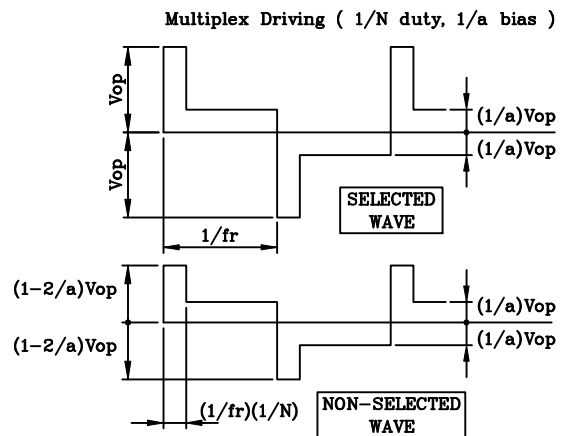 Multiplex Driving ( 1/N duty, 1/a bias )
Vop
(1/a)Vop
Vop
(1/a)Vop
SELECTED
WAVE
1/fr
(1-2/a)Vop
(1/a)Vop
(1-2/a)Vop
(1/a)Vop
(1/fr)(1/N)
NON-SELECTED
WAVE